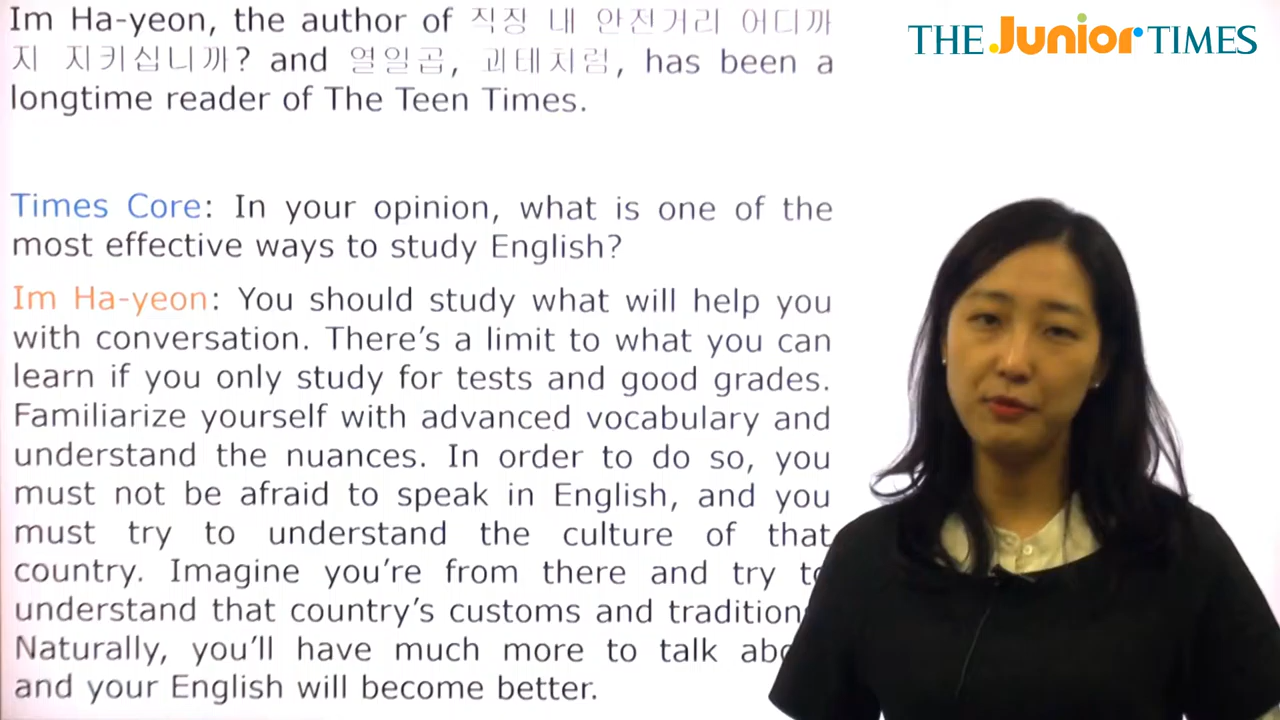 Im Ha-yeon, the author of 직장 내 안전거리 어디까
지 지키십니까? and 열일곱, 괴테처럼, has been a
longtime reader of The Teen Times.
THE Junior TIMES
Times Core: In your opinion, what is one of the
most effective ways to study English?
Im Ha-yeon: You should study what will help you
with conversation. There's a limit to what you can
learn if you only study for tests and good grades.
Familiarize yourself with advanced vocabulary and
understand the nuances. In order to do so, you
must not be afraid to speak in English, and you
must try to understand the culture of that
country. Imagine you're from there and try to
understand that country's customs and tradition
Naturally, you'll have much more to talk abo
and your English will become better.